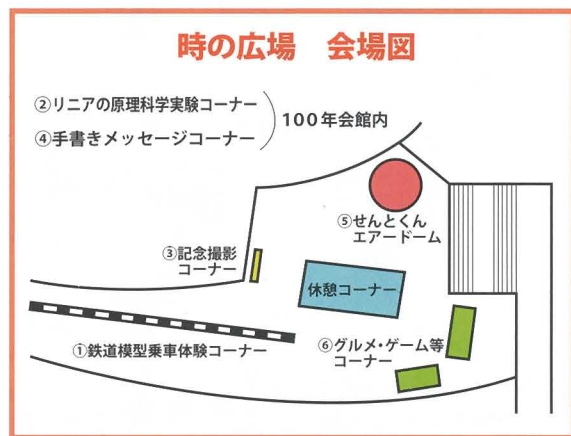 時の広場　会場図
②リニアの原理科学実験コーナー
④手書きメッセージコーナー
100年会館内
⑤せんとくん
エアードーム
③記念撮影
コーナー
休憩コーナー
①鉄道模型乗車体験コーナー
⑥グルメ・ゲーム等
コーナー